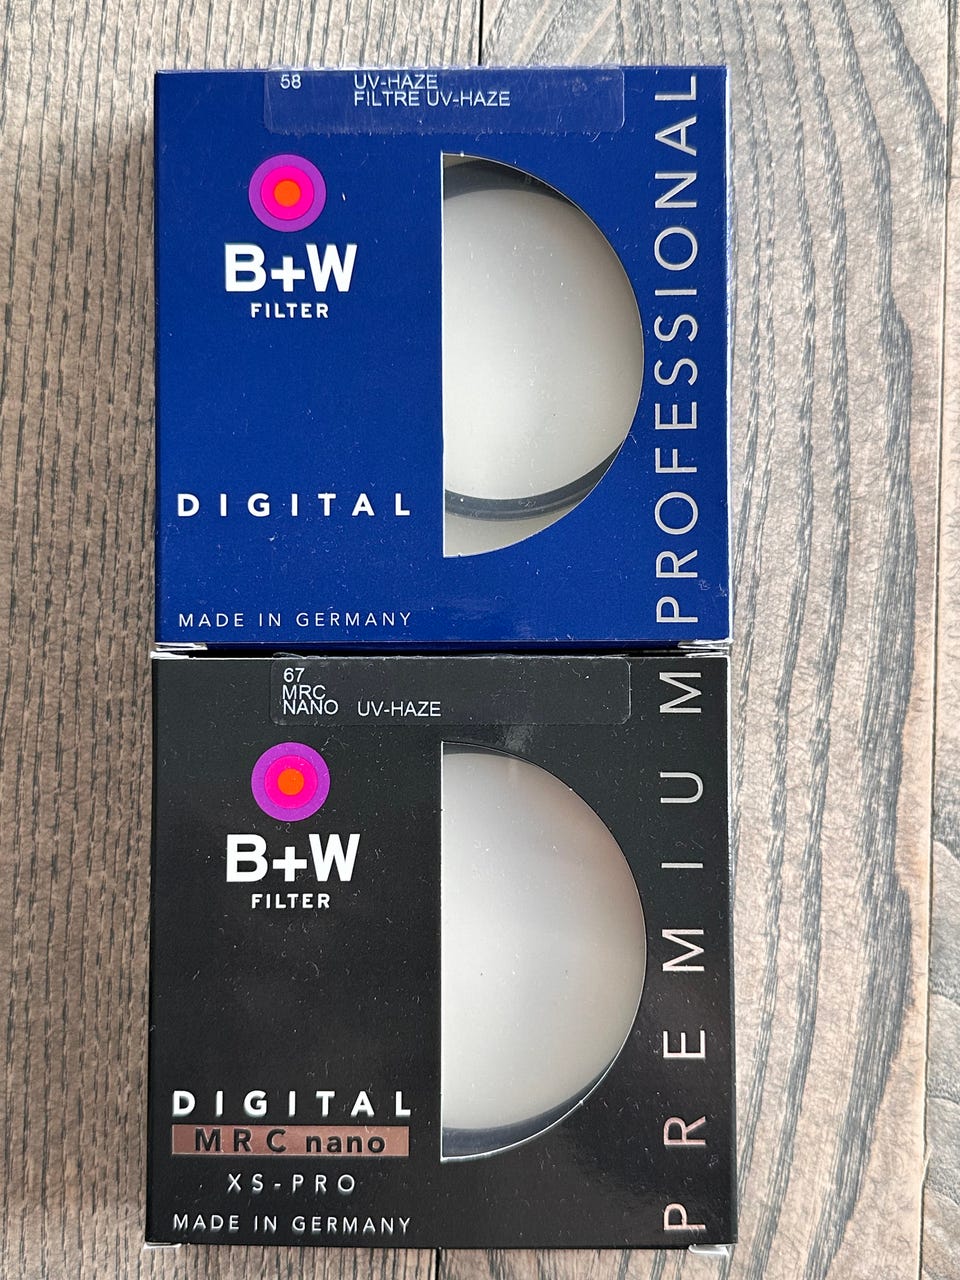 58 UV-HAZE
FILTRE UV-HAZE
B+W
FILTER
DIGITAL
MADE IN GERMANY
PROFESSIONAL
67
MRC
NANO UV-HAZE
B+W
FILTER
DIGITAL
MRC nano
XS-PRO
MADE IN GERMANY
PREMIUM